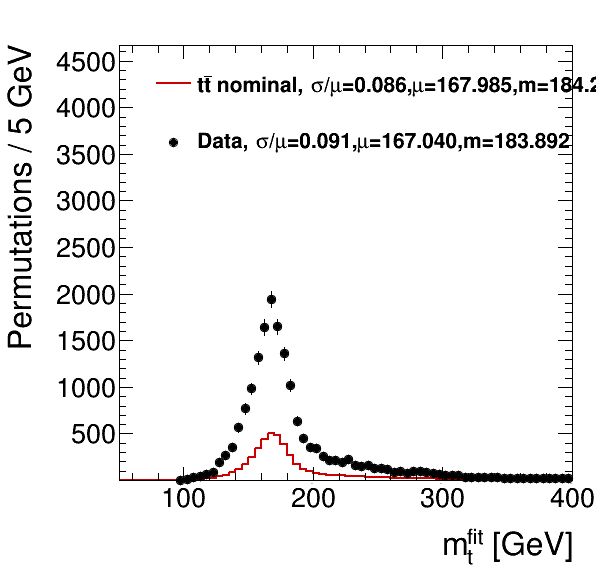 Permutations / 5 GeV
4500
4000
3500
3000
2500
2000
1500
1000
500
tt̄ nominal, σ/μ=0.086,μ=167.985,m=184.2
Data, σ/μ=0.091,μ=167.040,m=183.892
100 200 300 400
m_t^fit [GeV]